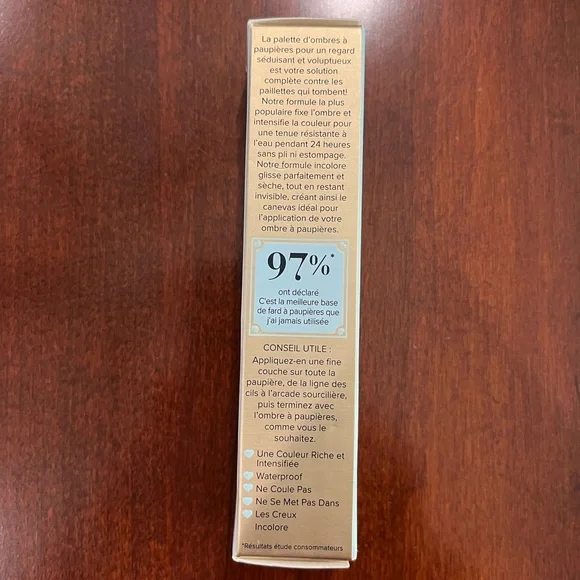 La palette d'ombres à
paupières pour un regard
séduisant et voluptueux
est votre solution
complète contre les
paillettes qui tombent!
Notre formule la plus
populaire fixe l'ombre et
intensifie la couleur pour
une tenue résistante à
l'eau pendant 24 heures
sans pli ni estompage.
Notre formule incolore
glisse parfaitement et
sèche, tout en restant
invisible, créant ainsi le
canevas idéal pour
l'application de votre
ombre à paupières.
97%*
ont déclaré
C'est la meilleure base
de fard à paupières que
j'ai jamais utilisée
CONSEIL UTILE :
Appliquez-en une fine
couche sur toute la
paupière, de la ligne des
cils à l'arcade sourcilière,
puis terminez avec
l'ombre à paupières,
comme vous le
souhaitez.
Une Couleur Riche et
Intensifiée
Waterproof
Ne Coule Pas
Ne Se Met Pas Dans
Les Creux
Incolore
*Résultats étude consommateurs